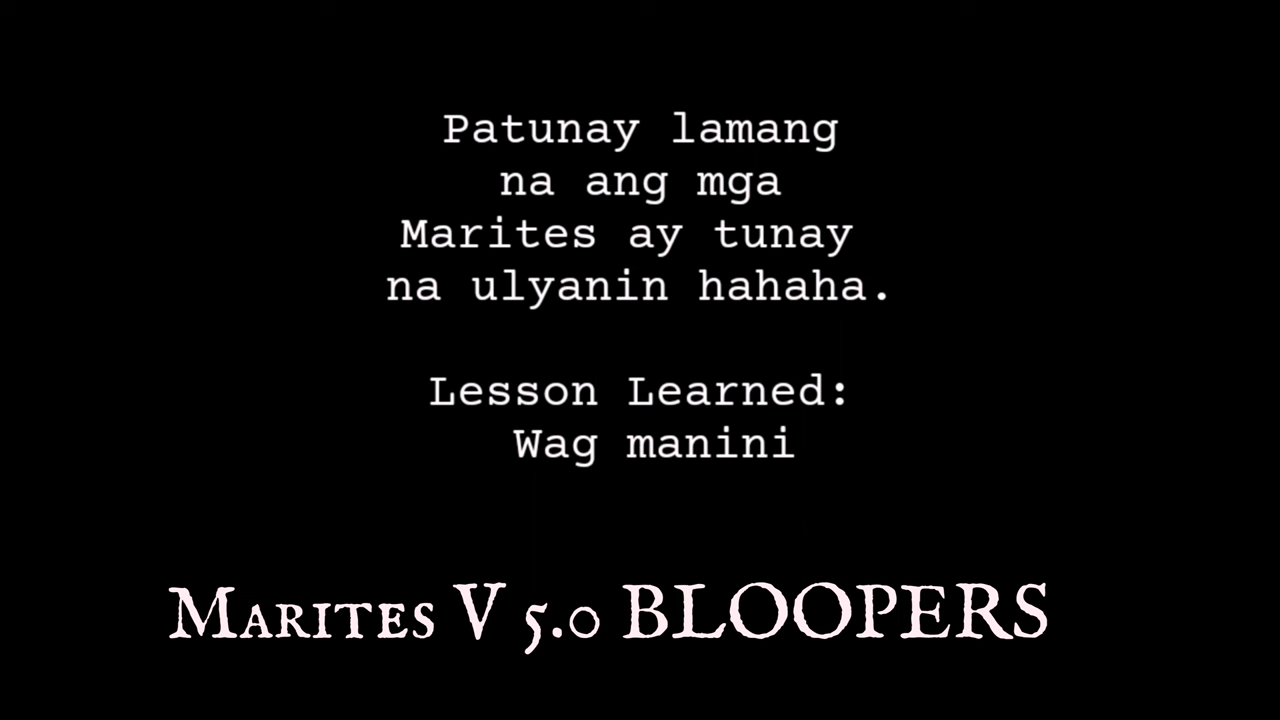 Patunay lamang
na ang mga
Marites ay tunay
na ulyanin hahaha.
Lesson Learned:
Wag manini
Marites V 5.0 BLOOPERS